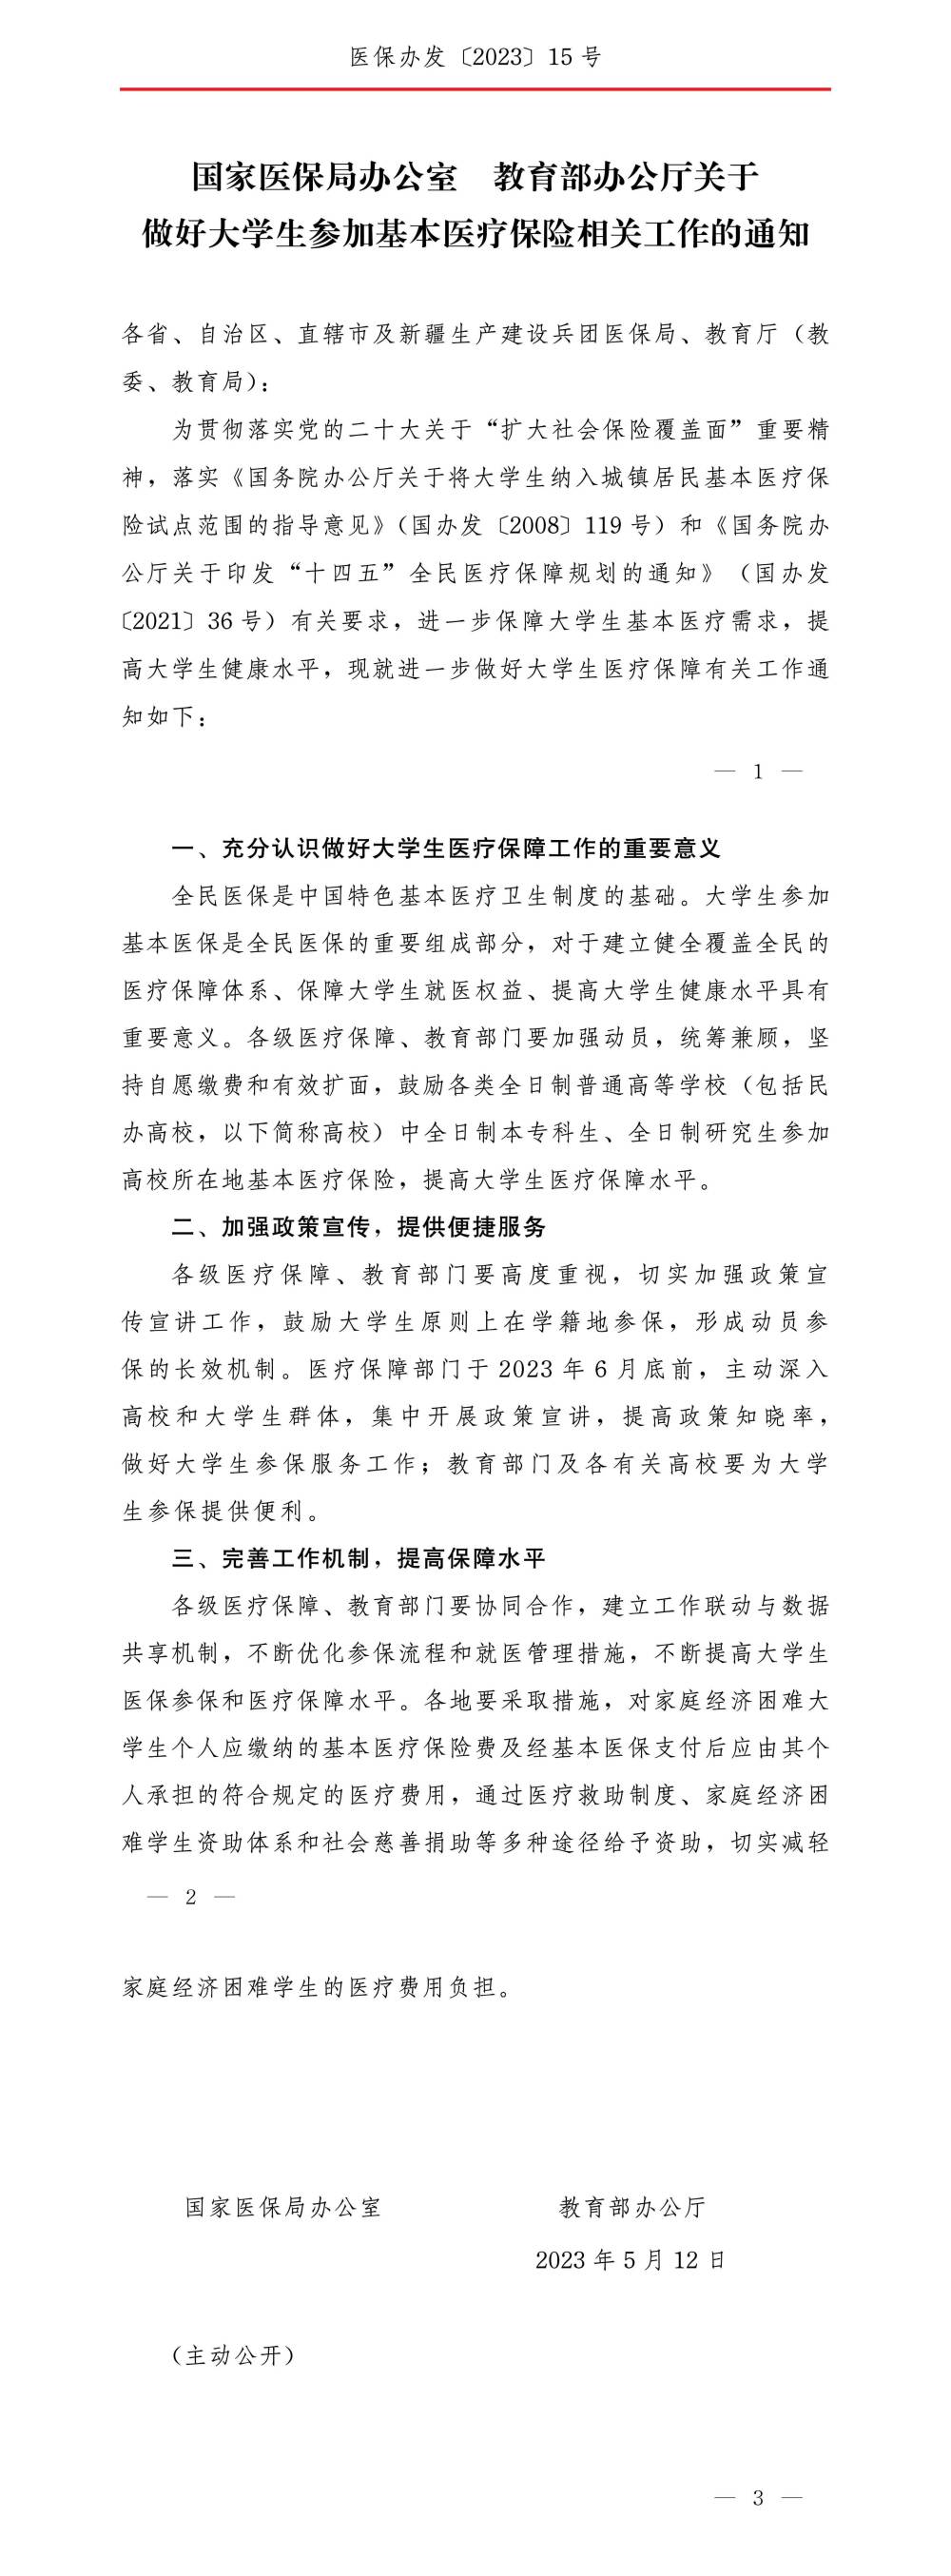 医保办发〔2023〕15 号
国家医保局办公室　教育部办公厅关于
做好大学生参加基本医疗保险相关工作的通知
各省、自治区、直辖市及新疆生产建设兵团医保局、教育厅（教
委、教育局）：
为贯彻落实党的二十大关于“扩大社会保险覆盖面”重要精
神，落实《国务院办公厅关于将大学生纳入城镇居民基本医疗保
险试点范围的指导意见》（国办发〔2008〕119 号）和《国务院办
公厅关于印发“十四五”全民医疗保障规划的通知》（国办发
〔2021〕36 号）有关要求，进一步保障大学生基本医疗需求，提
高大学生健康水平，现就进一步做好大学生医疗保障有关工作通
知如下：
— 1 —
一、充分认识做好大学生医疗保障工作的重要意义
全民医保是中国特色基本医疗卫生制度的基础。大学生参加
基本医保是全民医保的重要组成部分，对于建立健全覆盖全民的
医疗保障体系、保障大学生就医权益、提高大学生健康水平具有
重要意义。各级医疗保障、教育部门要加强动员，统筹兼顾，坚
持自愿缴费和有效扩面，鼓励各类全日制普通高等学校（包括民
办高校，以下简称高校）中全日制本专科生、全日制研究生参加
高校所在地基本医疗保险，提高大学生医疗保障水平。
二、加强政策宣传，提供便捷服务
各级医疗保障、教育部门要高度重视，切实加强政策宣
传宣讲工作，鼓励大学生原则上在学籍地参保，形成动员参
保的长效机制。医疗保障部门于 2023 年 6 月底前，主动深入
高校和大学生群体，集中开展政策宣讲，提高政策知晓率，
做好大学生参保服务工作；教育部门及各有关高校要为大学
生参保提供便利。
三、完善工作机制，提高保障水平
各级医疗保障、教育部门要协同合作，建立工作联动与数据
共享机制，不断优化参保流程和就医管理措施，不断提高大学生
医保参保和医疗保障水平。各地要采取措施，对家庭经济困难大
学生个人应缴纳的基本医疗保险费及经基本医保支付后应由其个
人承担的符合规定的医疗费用，通过医疗救助制度、家庭经济困
难学生资助体系和社会慈善捐助等多种途径给予资助，切实减轻
— 2 —
家庭经济困难学生的医疗费用负担。
国家医保局办公室　教育部办公厅
2023 年 5 月 12 日
（主动公开）
— 3 —